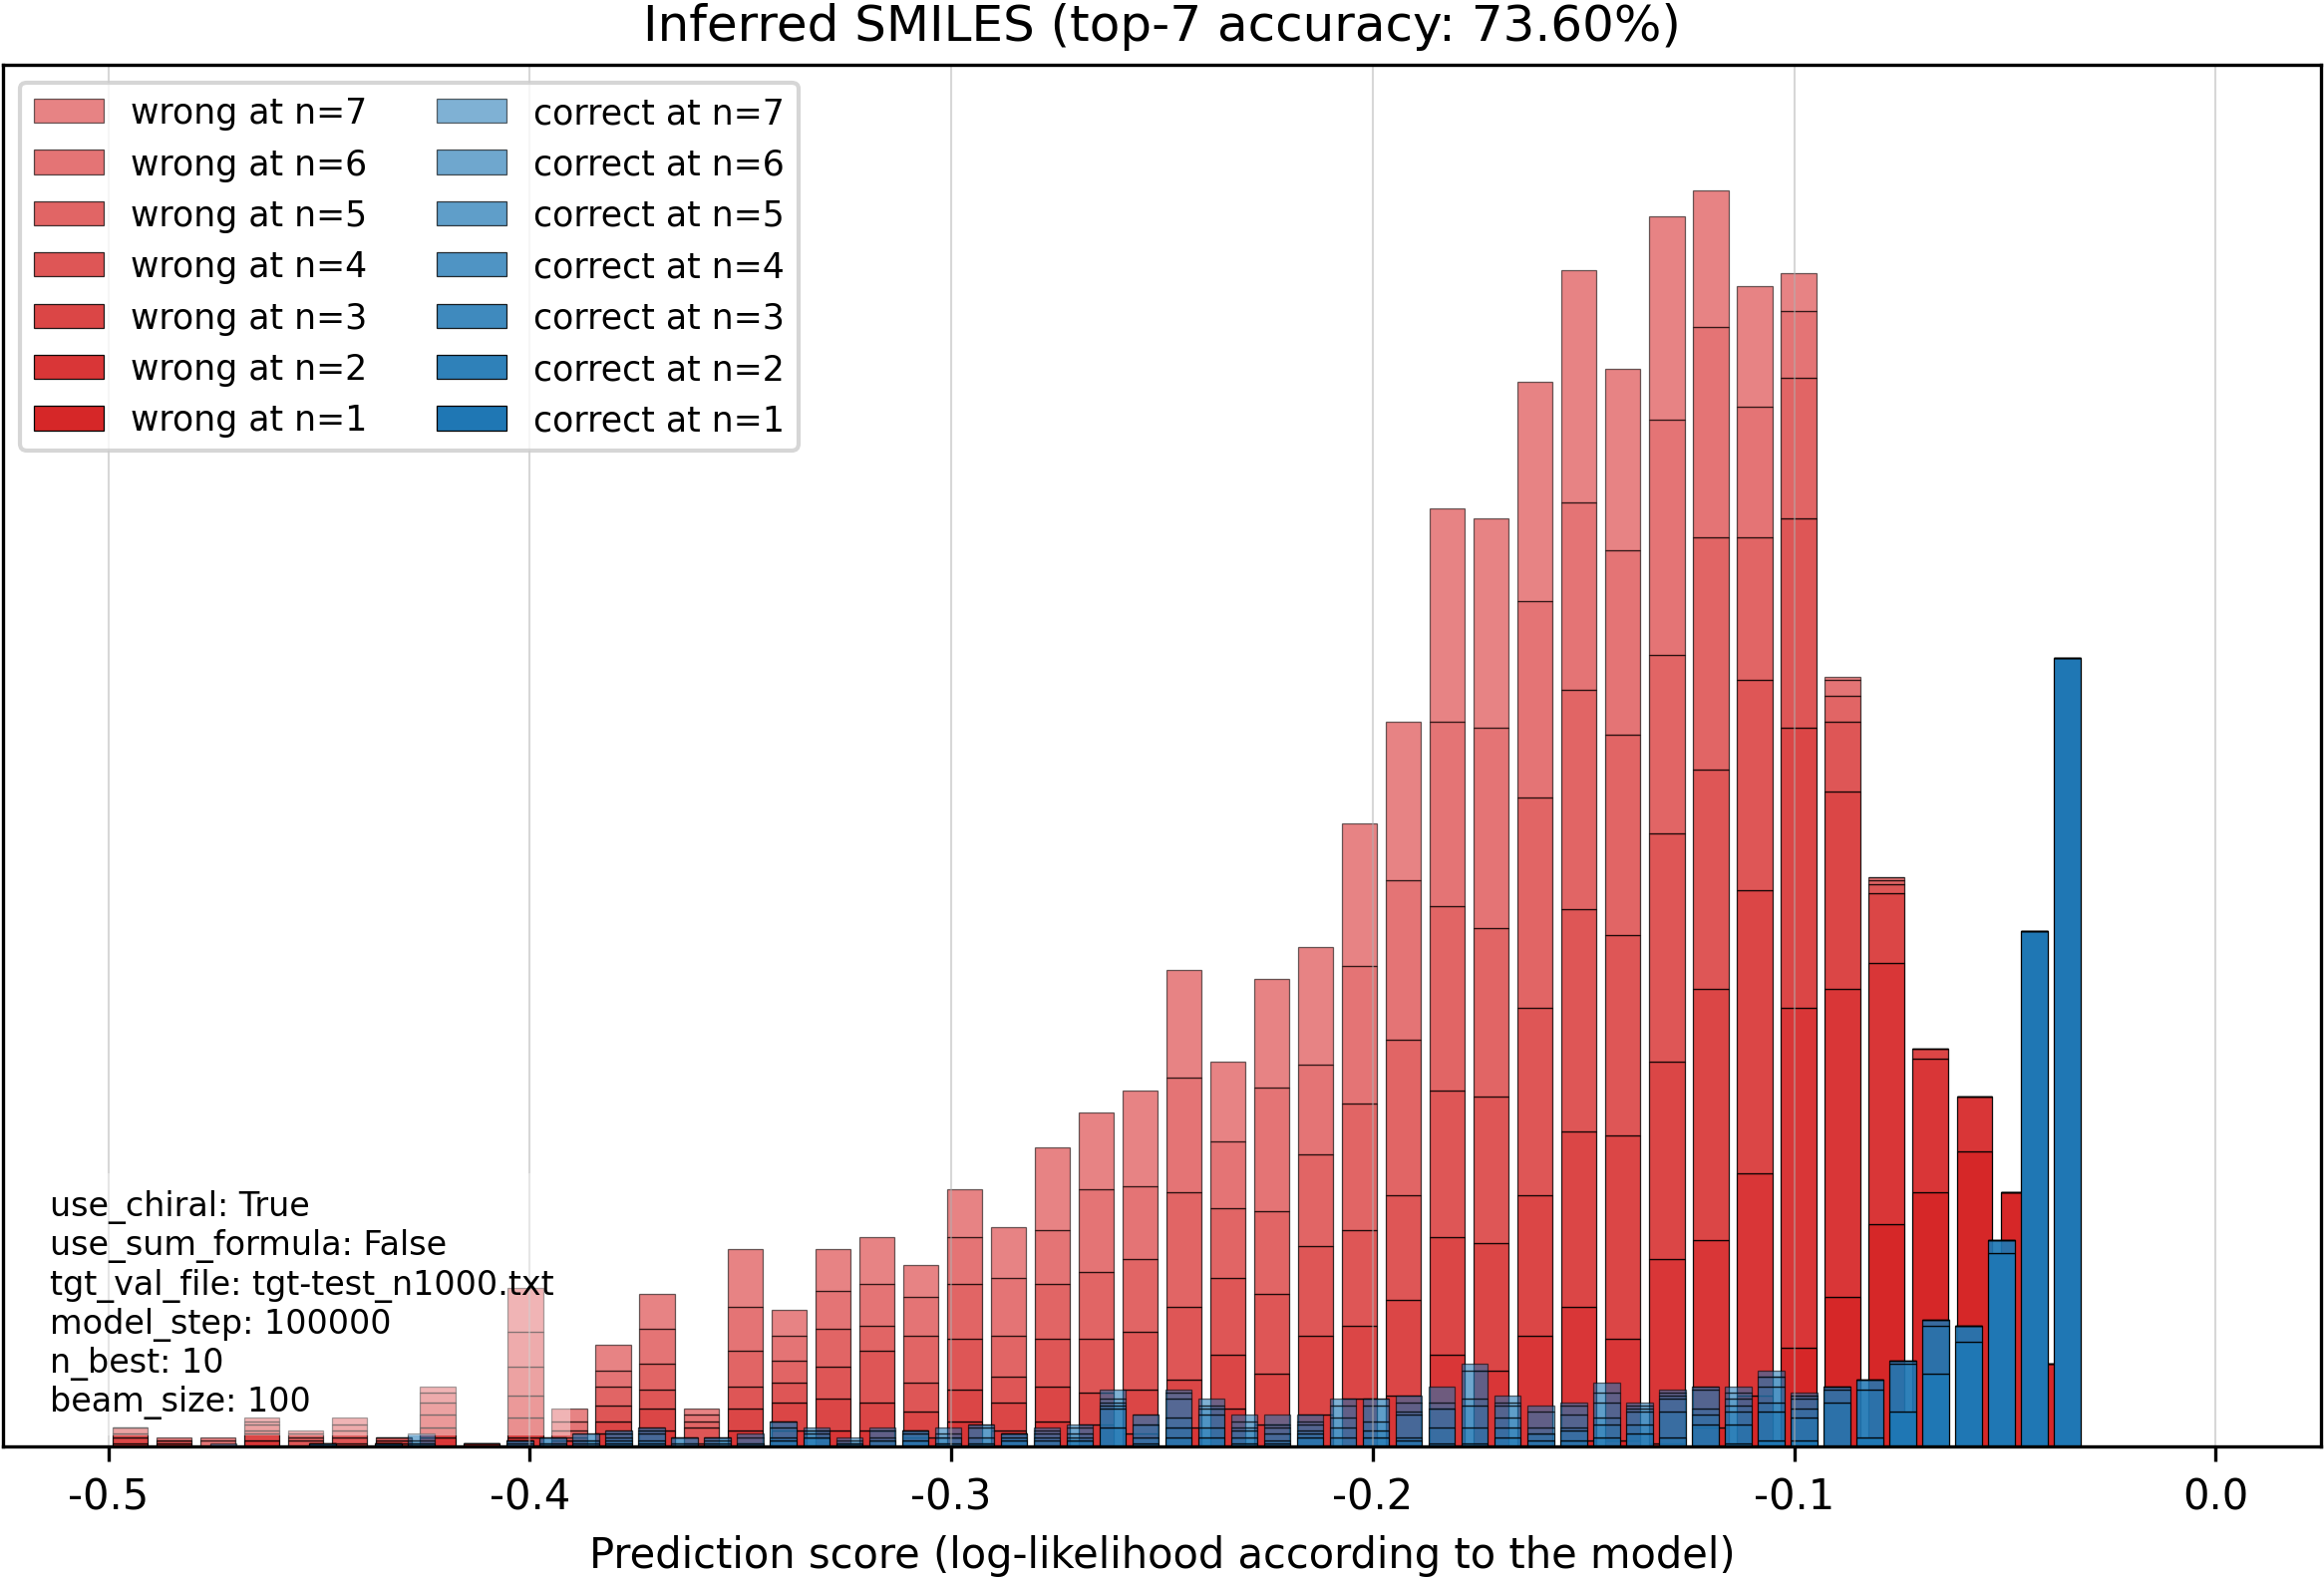 Inferred SMILES (top-7 accuracy: 73.60%)
wrong at n=7
wrong at n=6
wrong at n=5
wrong at n=4
wrong at n=3
wrong at n=2
wrong at n=1
correct at n=7
correct at n=6
correct at n=5
correct at n=4
correct at n=3
correct at n=2
correct at n=1
use_chiral: True
use_sum_formula: False
tgt_val_file: tgt-test_n1000.txt
model_step: 100000
n_best: 10
beam_size: 100
-0.5 -0.4 -0.3 -0.2 -0.1 0.0
Prediction score (log-likelihood according to the model)